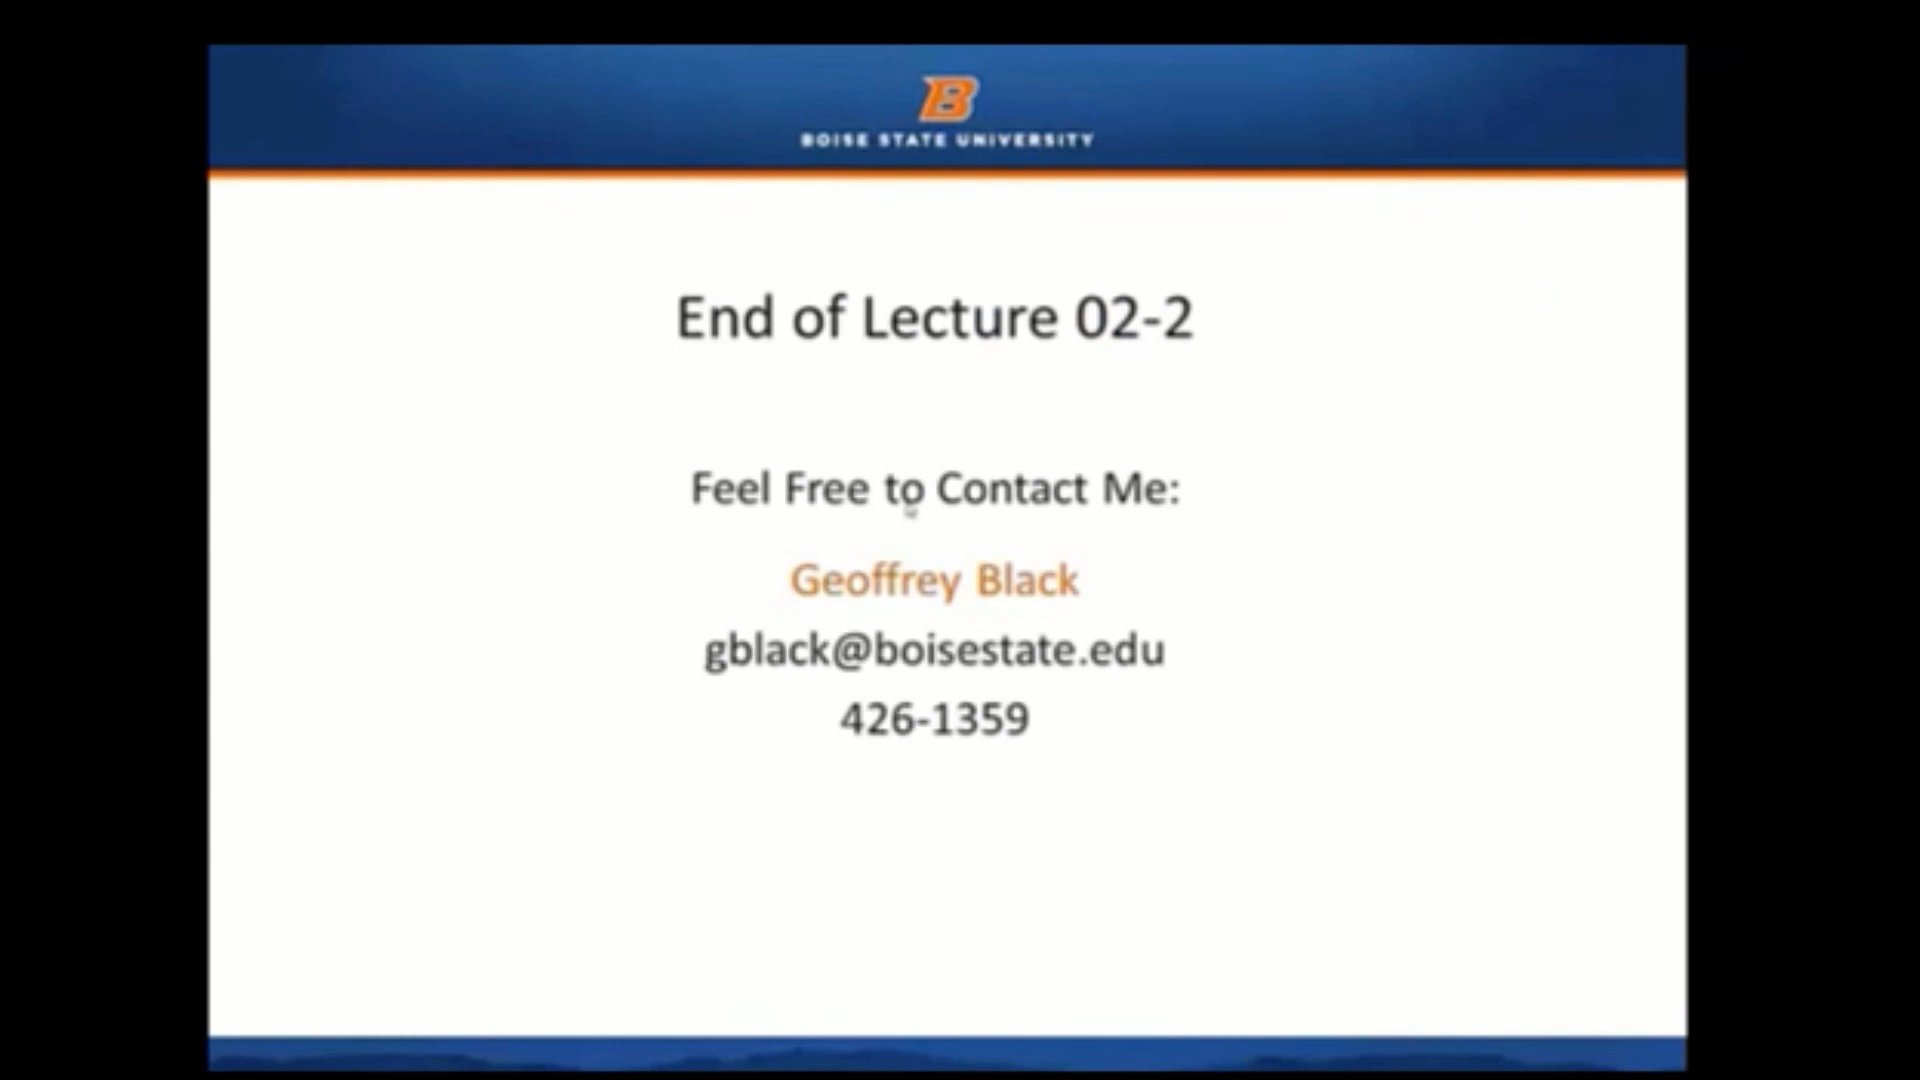 B
BOISE STATE UNIVERSITY
End of Lecture 02-2
Feel Free to Contact Me:
Geoffrey Black
gblack@boisestate.edu
426-1359